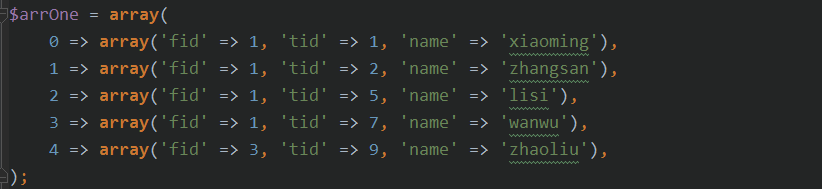 $arrOne = array(
0 => array('fid' => 1, 'tid' => 1, 'name' => 'xiaoming'),
1 => array('fid' => 1, 'tid' => 2, 'name' => 'zhangsan'),
2 => array('fid' => 1, 'tid' => 5, 'name' => 'lisi'),
3 => array('fid' => 1, 'tid' => 7, 'name' => 'wanwu'),
4 => array('fid' => 3, 'tid' => 9, 'name' => 'zhaoliu'),
);